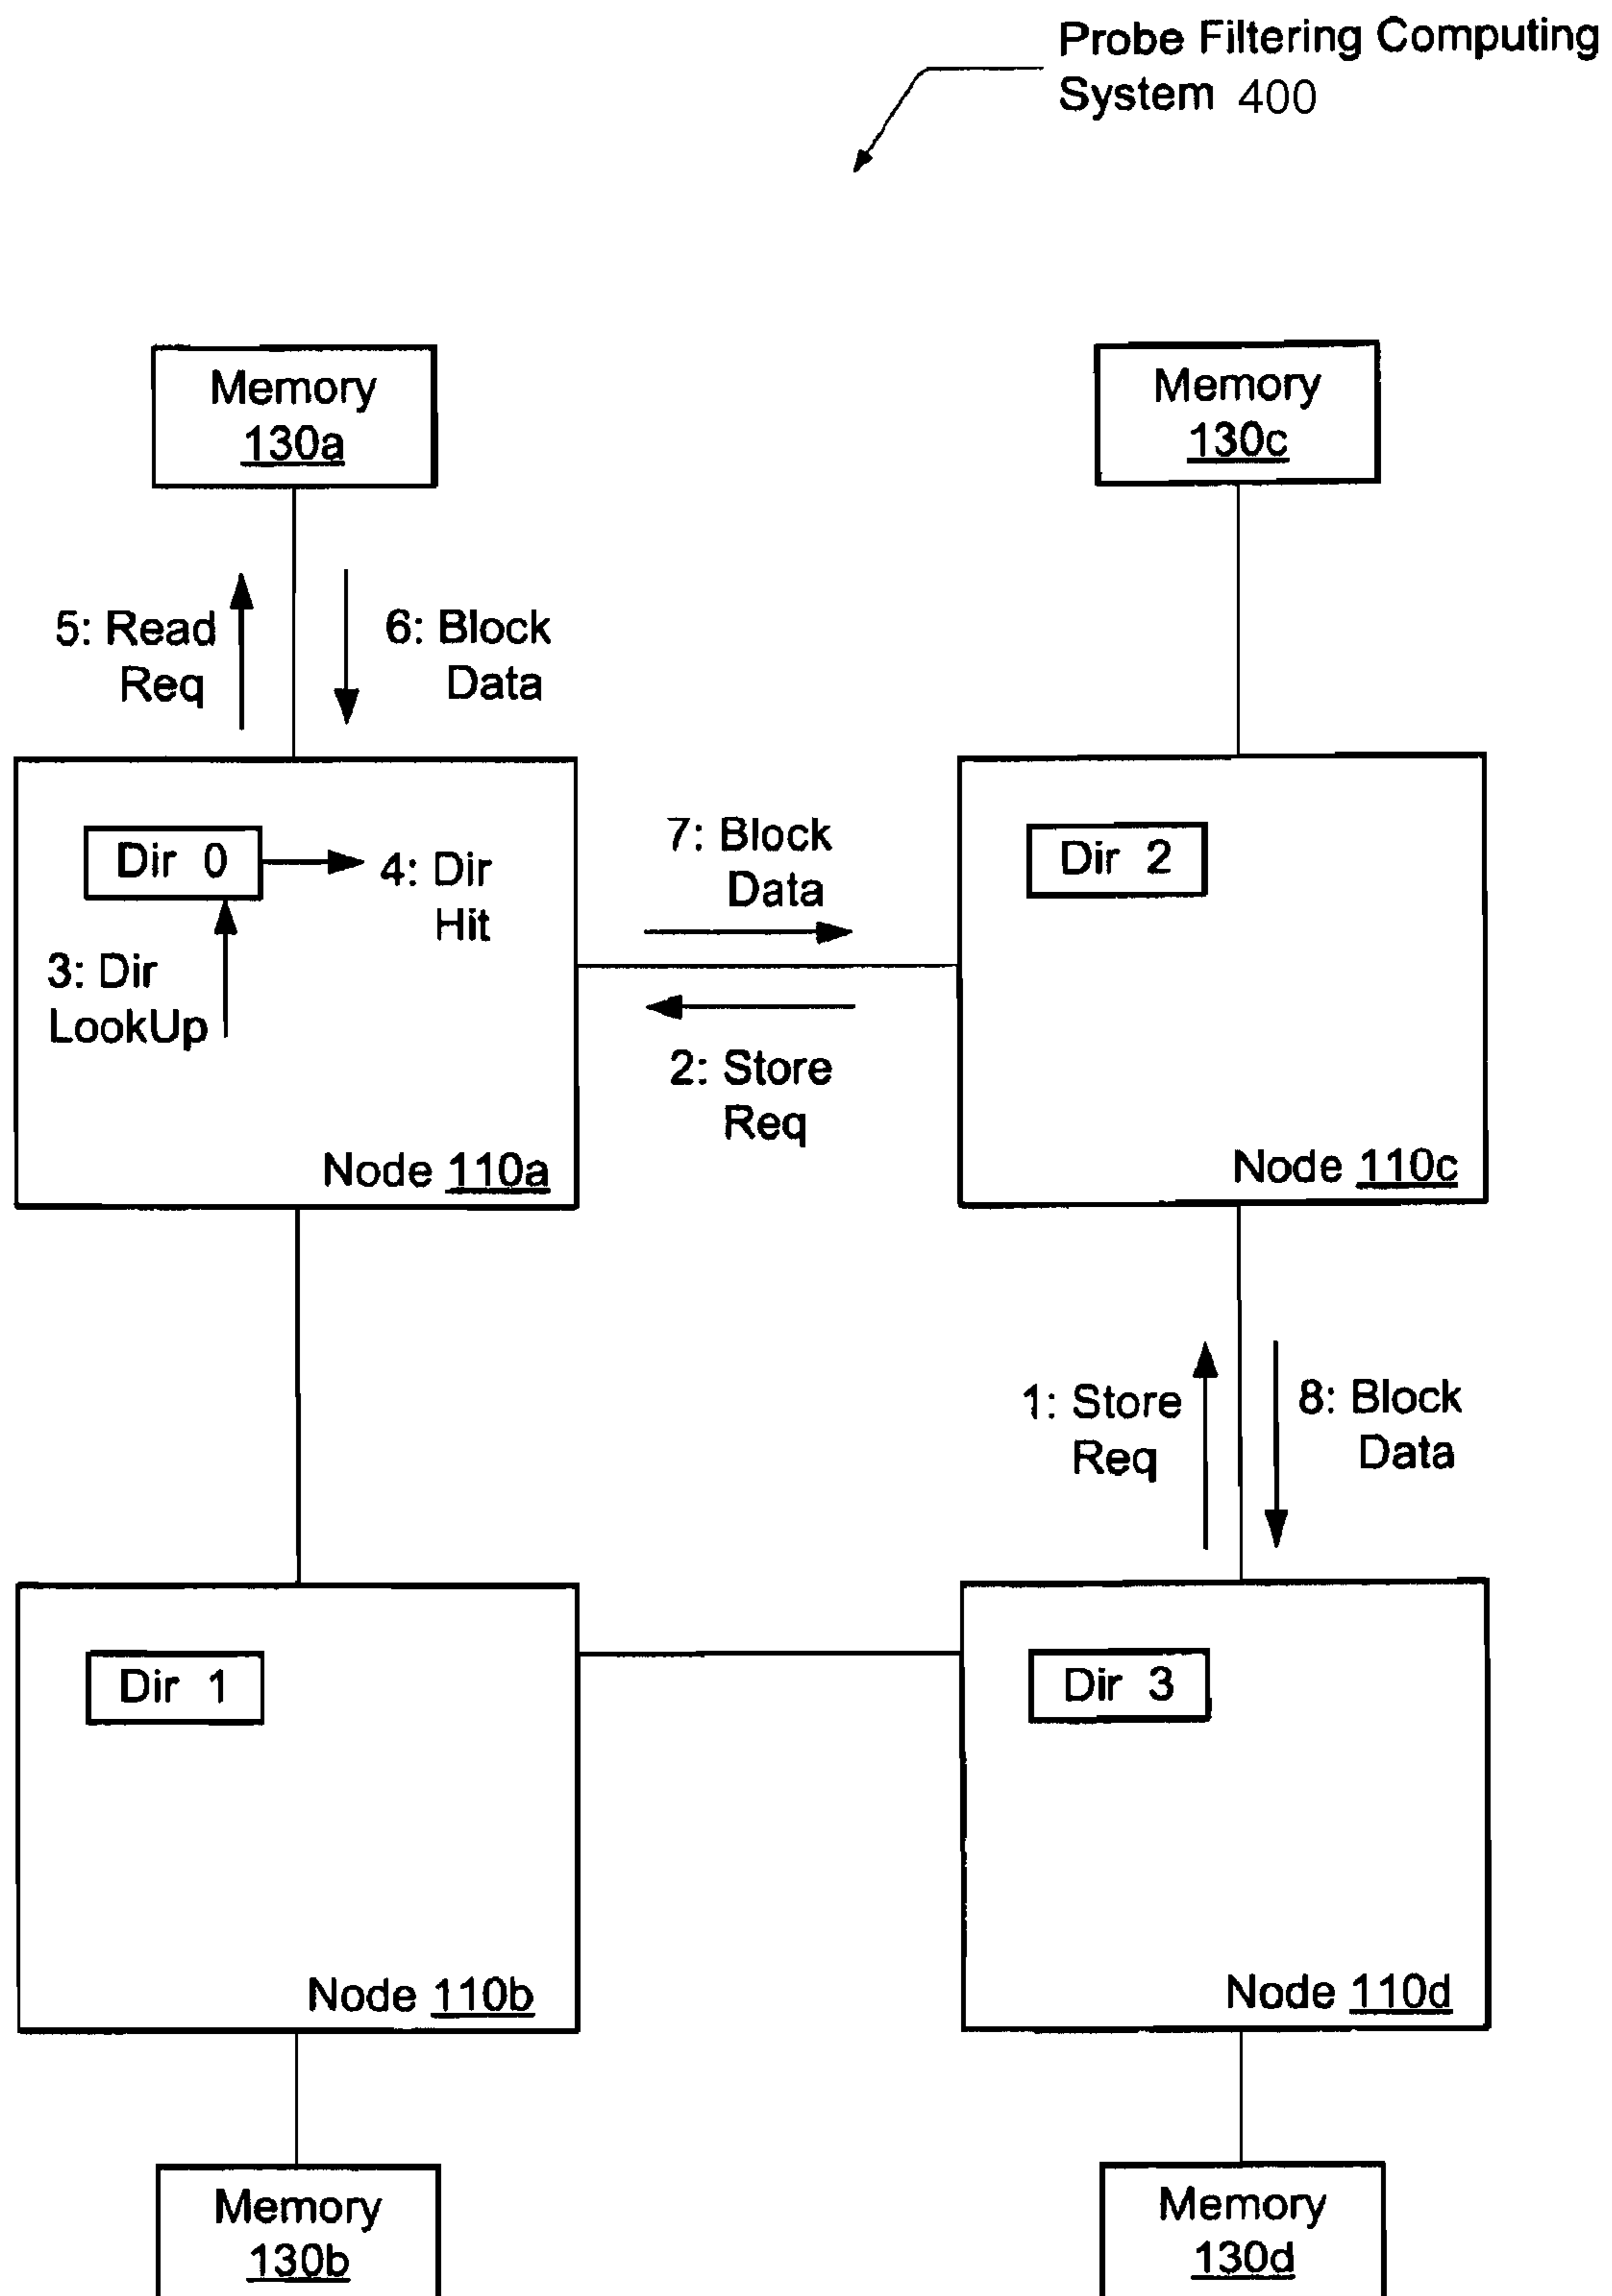 Probe Filtering Computing
System 400
Memory
130a
Memory
130c
5: Read
Req
6: Block
Data
Dir 0
4: Dir
Hit
3: Dir
LookUp
Node 110a
7: Block
Data
2: Store
Req
Dir 2
Node 110c
1: Store
Req
8: Block
Data
Dir 1
Node 110b
Dir 3
Node 110d
Memory
130b
Memory
130d